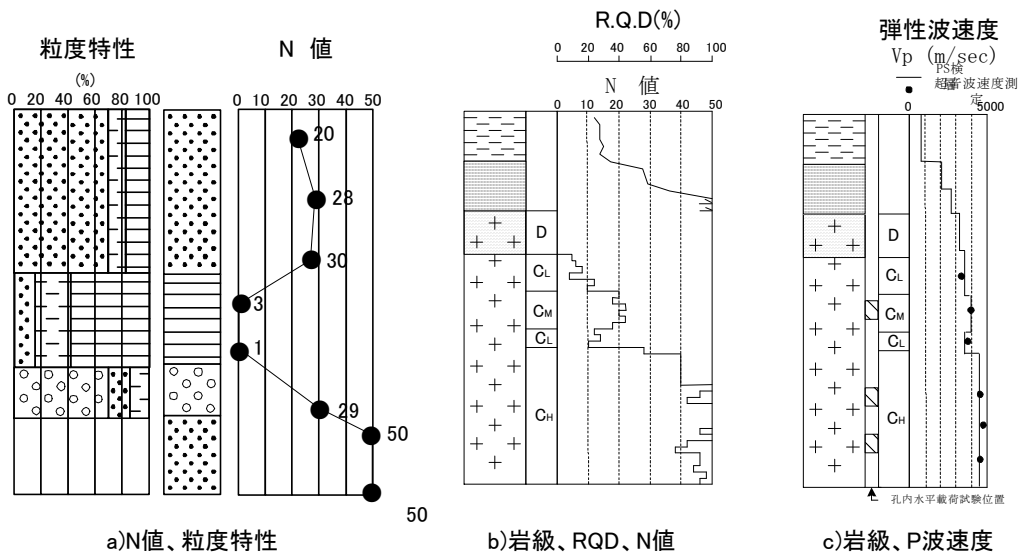 粒度特性
(%)
0 20 40 60 80 100
N 値
0 10 20 30 40 50
20
28
30
3
1
29
50
50
a)N値、粒度特性
R.Q.D(%)
0 20 40 60 80 100
N 値
0 10 20 30 40 50
D
CL
CM
CL
CH
b)岩級、RQD、N値
弾性波速度
Vp (m/sec)
PS検層
超音波速度測定
0 5000
D
CL
CM
CL
CH
孔内水平載荷試験位置
c)岩級、P波速度